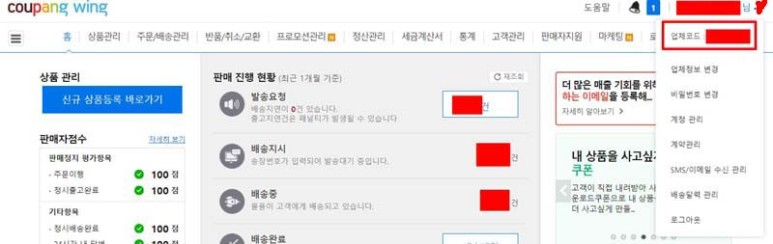 coupang wing
도움말 1 님
홈 상품관리 주문/배송관리 반품/취소/교환 프로모션관리 N 정산관리 세금계산서 통계 고객관리 판매자지원 마케팅 N 로
업체코드
업체정보 변경
비밀번호 변경
계정 관리
계약관리
SMS/이메일 수신 관리
배송달력 관리
로그아웃
상품 관리
신규 상품등록 바로가기
판매자점수 자세히 보기
판매정지 평가항목
- 주문이행 100 점
- 정시출고완료 100 점
기타항목
- 정시배송완료 100 점
판매 진행 현황 (최근 1개월 기준) 재조회
발송요청 건
배송지연이 0건 있습니다.
출고지연건은 패널티가 발생될 수 있습니다
배송지시 건
송장번호가 입력되어 발송대기 중입니다.
배송중 건
물품이 고객에게 배송되고 있습니다.
배송완료 건
더 많은 매출 기회를 위해
하는 이메일을 등록해...
자세히 알아보기 >
내 상품을 사고싶게
쿠폰
고객이 직접 내려받아 사
운로드쿠폰으로 내 상품
더 사고싶게 만들...